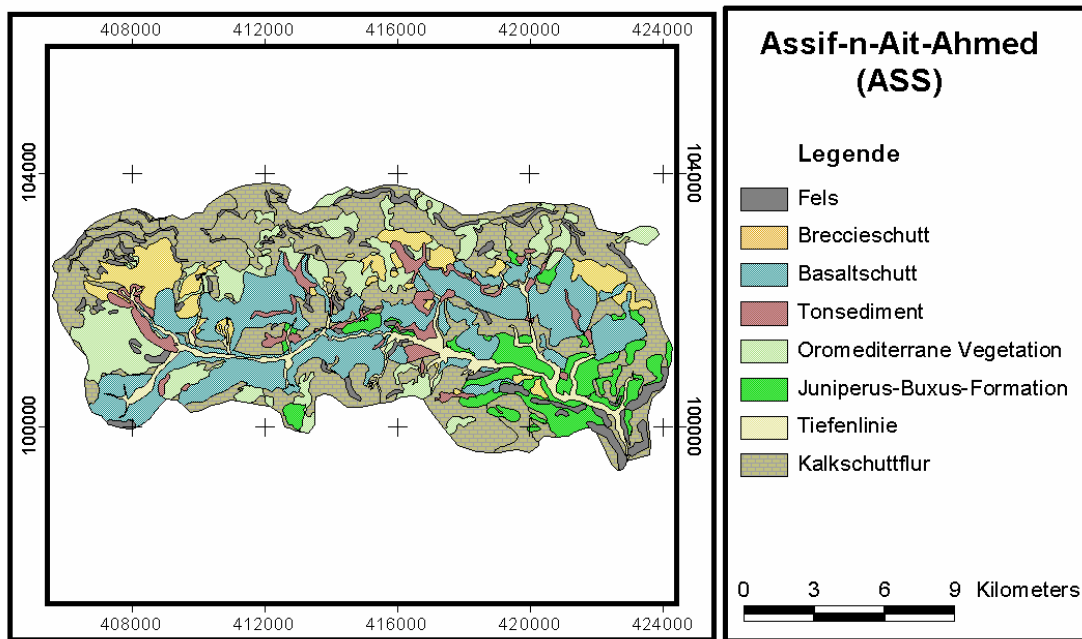 408000 412000 416000 420000 424000
104000 104000
100000 100000
408000 412000 416000 420000 424000
Assif-n-Ait-Ahmed
(ASS)
Legende
Fels
Breccieschutt
Basaltschutt
Tonsediment
Oromediterrane Vegetation
Juniperus-Buxus-Formation
Tiefenlinie
Kalkschuttflur
0 3 6 9 Kilometers